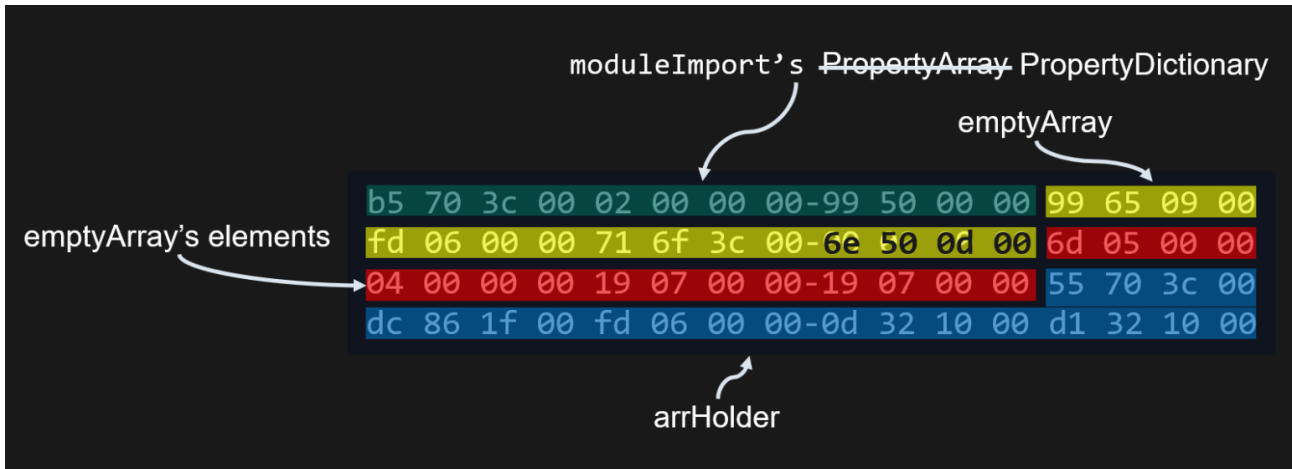 moduleImport’s PropertyArray PropertyDictionary
emptyArray
b5 70 3c 00 02 00 00 00-99 50 00 00 99 65 09 00
emptyArray’s elements
fd 06 00 00 71 6f 3c 00-6e 50 0d 00 6d 05 00 00
04 00 00 00 19 07 00 00-19 07 00 00 55 70 3c 00
dc 86 1f 00 fd 06 00 00-0d 32 10 00 d1 32 10 00
arrHolder